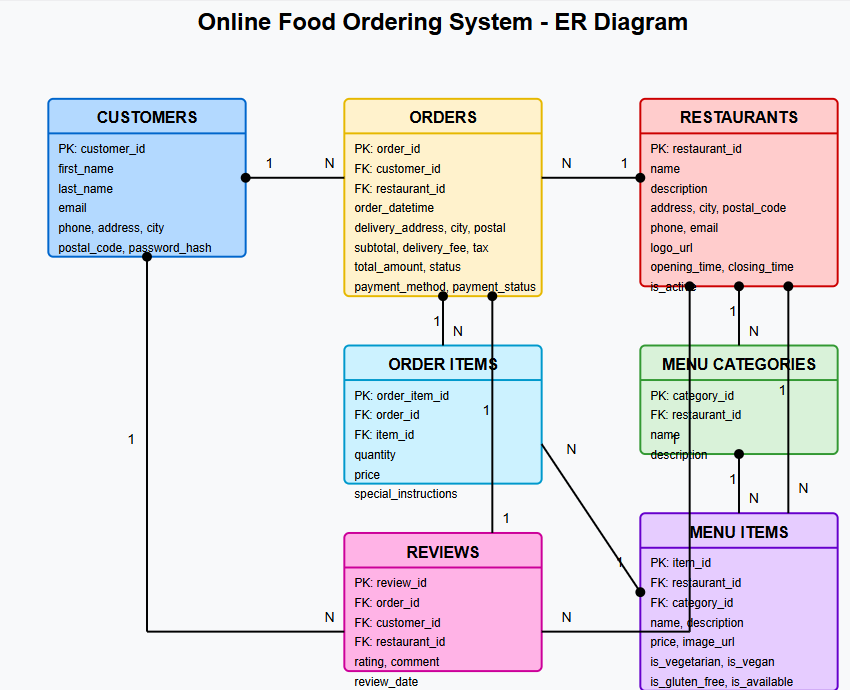 Online Food Ordering System - ER Diagram
CUSTOMERS
PK: customer_id
first_name
last_name
email
phone, address, city
postal_code, password_hash
1
N
ORDERS
PK: order_id
FK: customer_id
FK: restaurant_id
order_datetime
delivery_address, city, postal
subtotal, delivery_fee, tax
total_amount, status
payment_method, payment_status
N
1
RESTAURANTS
PK: restaurant_id
name
description
address, city, postal_code
phone, email
logo_url
opening_time, closing_time
is_active
1
N
1
N
ORDER ITEMS
PK: order_item_id
FK: order_id
FK: item_id
quantity
price
special_instructions
1
MENU CATEGORIES
PK: category_id
FK: restaurant_id
name
description
1
1
1
N
1
1
N
N
1
1
REVIEWS
PK: review_id
FK: order_id
FK: customer_id
FK: restaurant_id
rating, comment
review_date
N
N
MENU ITEMS
PK: item_id
FK: restaurant_id
FK: category_id
name, description
price, image_url
is_vegetarian, is_vegan
is_gluten_free, is_available